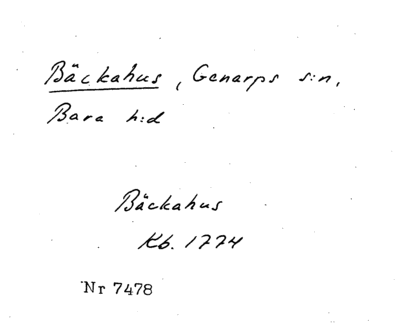 Bäckahus, Genarps s:n,
Bara h:d
Bäckahus
Kb. 1774
Nr 7478